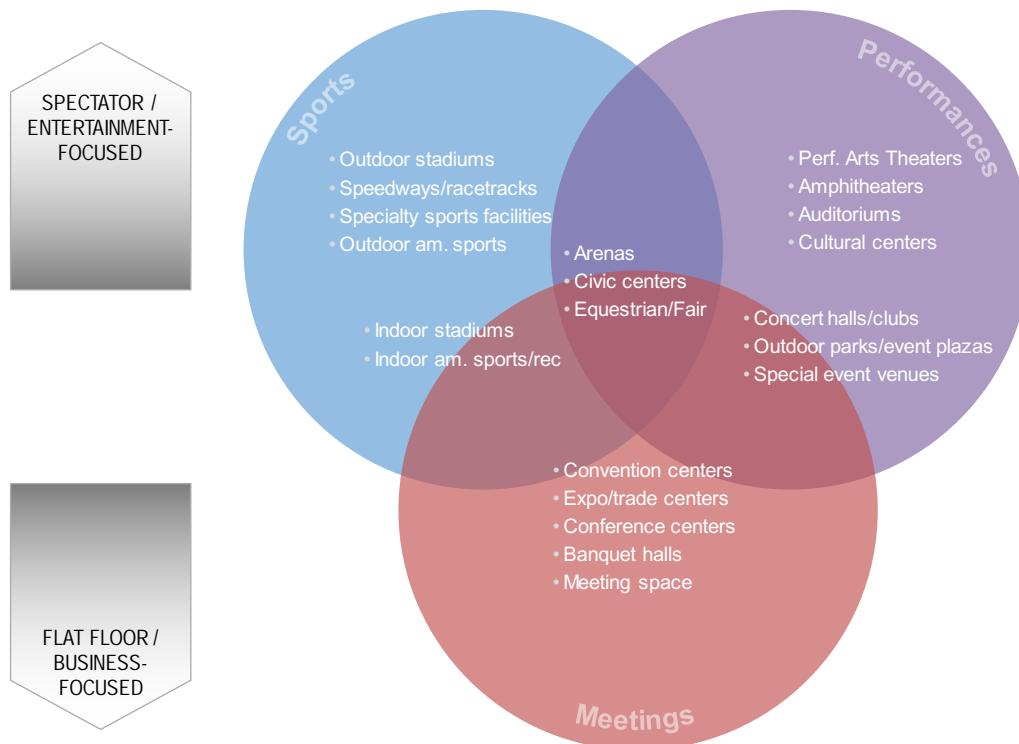 SPECTATOR /
ENTERTAINMENT-
FOCUSED
FLAT FLOOR /
BUSINESS-
FOCUSED
Sports
• Outdoor stadiums
• Speedways/racetracks
• Specialty sports facilities
• Outdoor am. sports
• Indoor stadiums
• Indoor am. sports/rec
Performances
• Perf. Arts Theaters
• Amphitheaters
• Auditoriums
• Cultural centers
• Arenas
• Civic centers
• Equestrian/Fair
• Concert halls/clubs
• Outdoor parks/event plazas
• Special event venues
• Convention centers
• Expo/trade centers
• Conference centers
• Banquet halls
• Meeting space
Meetings